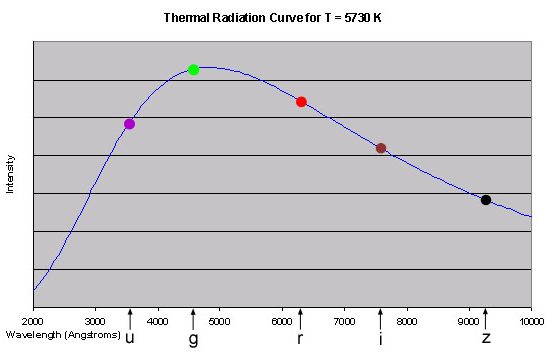 Thermal Radiation Curve for T = 5730 K
Intensity
2000 3000 4000 5000 6000 7000 8000 9000 10000
Wavelength (Angstroms) u g r i z